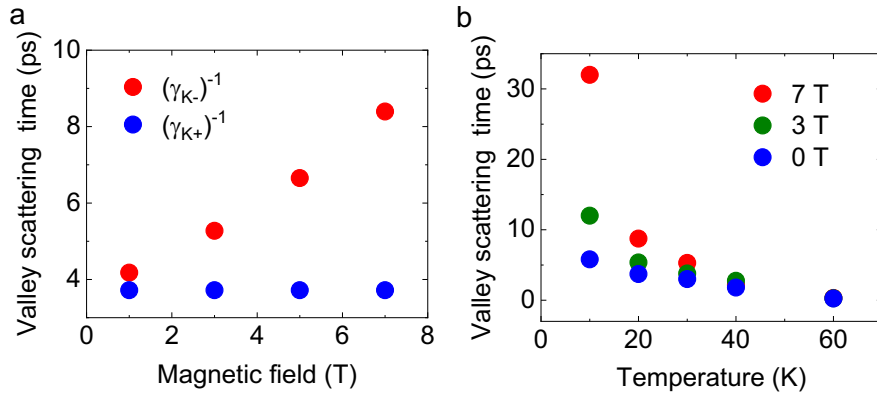 a
10
8
6
4
Valley scattering time (ps)
(γK-)-1
(γK+)-1
0
2
4
6
8
Magnetic field (T)
b
30
20
10
0
Valley scattering time (ps)
7 T
3 T
0 T
0
20
40
60
Temperature (K)